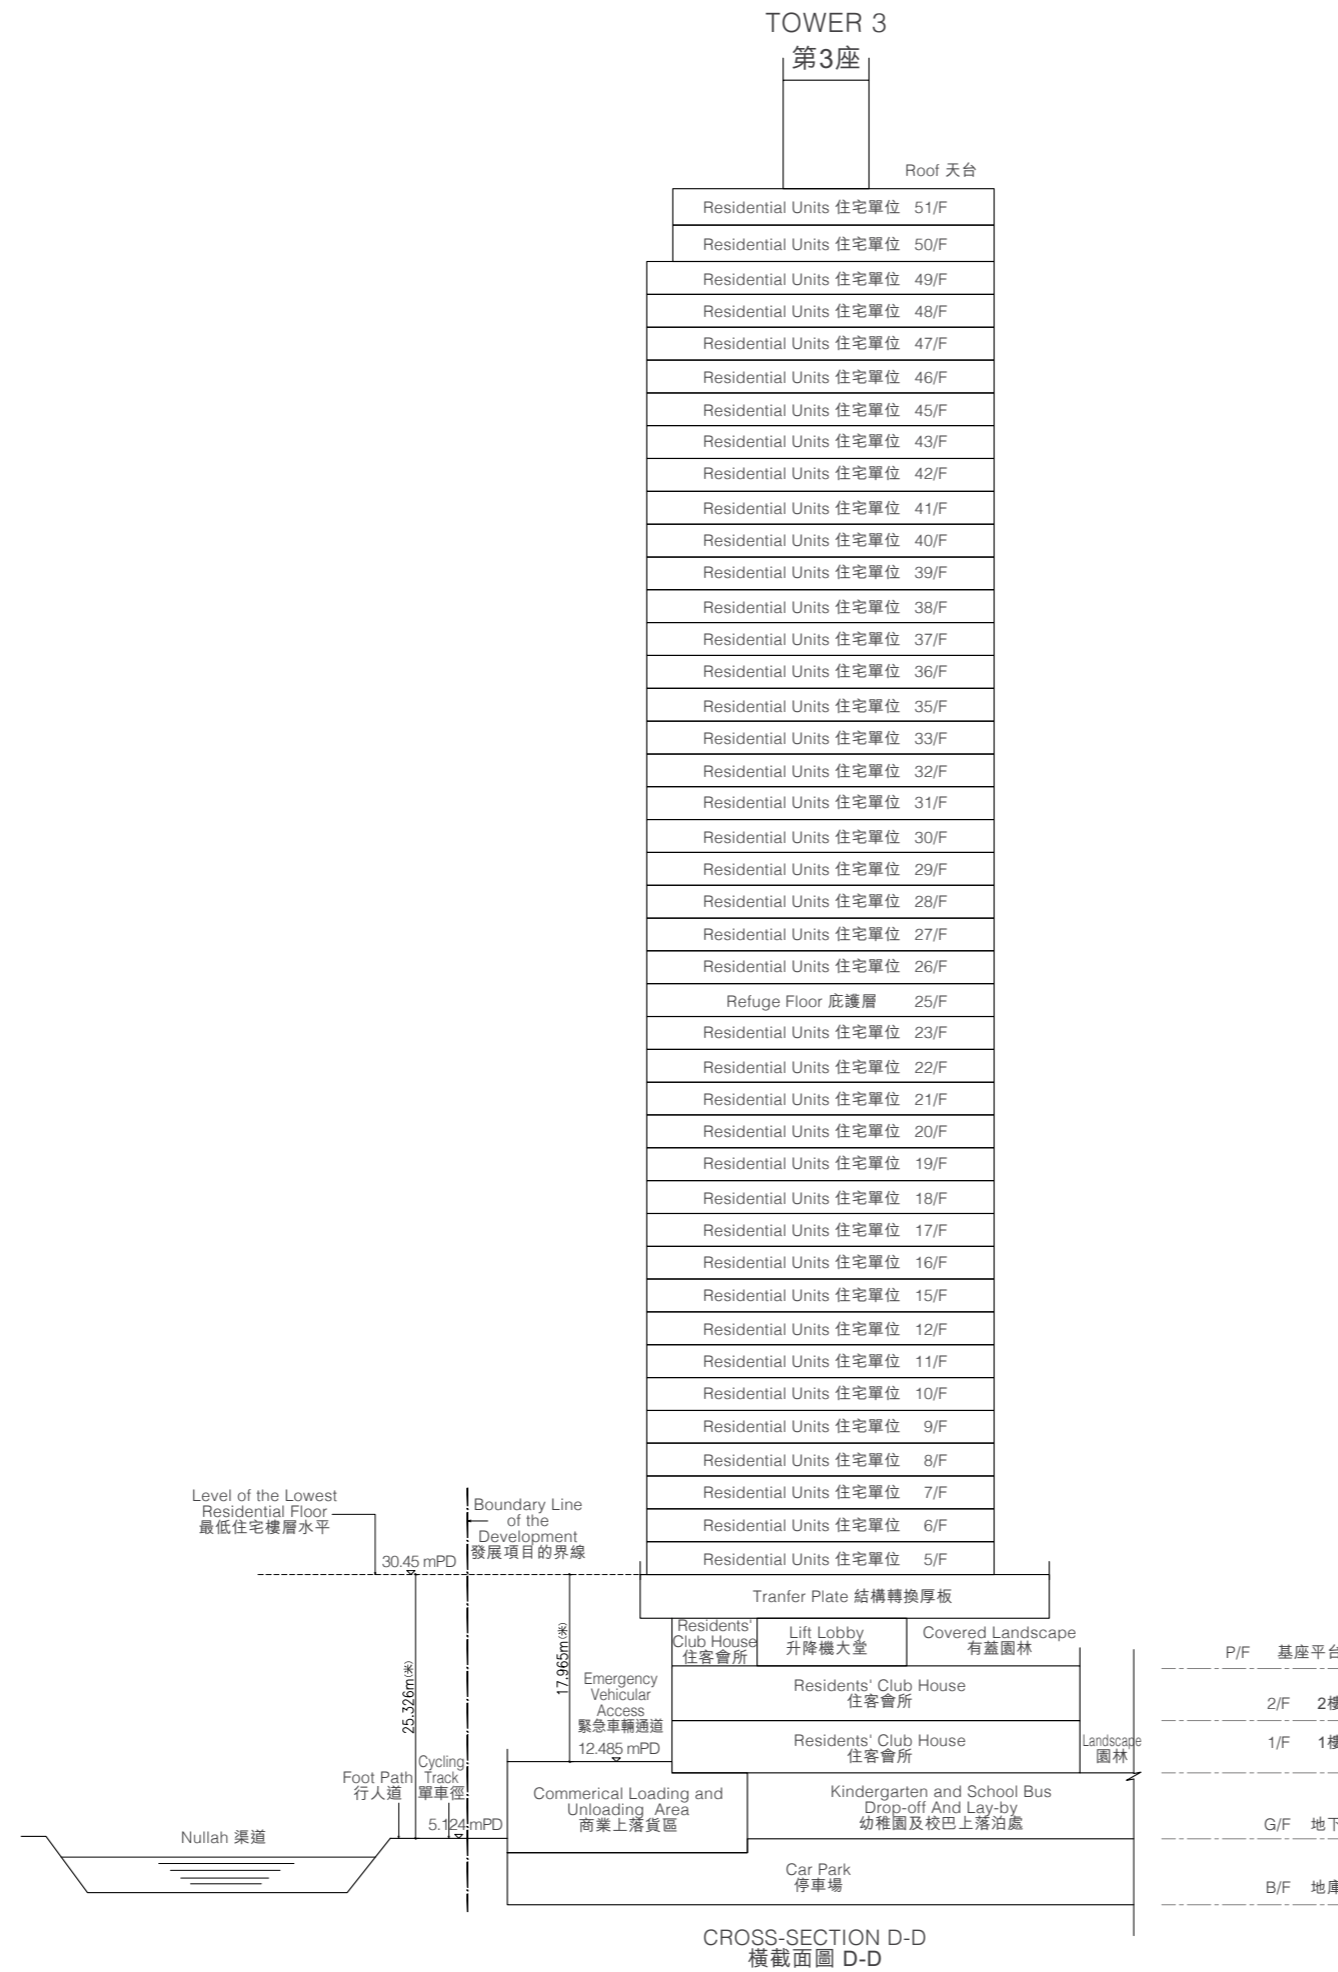 TOWER 3
第3座
Roof 天台
Residential Units 住宅單位 51/F
Residential Units 住宅單位 50/F
Residential Units 住宅單位 49/F
Residential Units 住宅單位 48/F
Residential Units 住宅單位 47/F
Residential Units 住宅單位 46/F
Residential Units 住宅單位 45/F
Residential Units 住宅單位 43/F
Residential Units 住宅單位 42/F
Residential Units 住宅單位 41/F
Residential Units 住宅單位 40/F
Residential Units 住宅單位 39/F
Residential Units 住宅單位 38/F
Residential Units 住宅單位 37/F
Residential Units 住宅單位 36/F
Residential Units 住宅單位 35/F
Residential Units 住宅單位 33/F
Residential Units 住宅單位 32/F
Residential Units 住宅單位 31/F
Residential Units 住宅單位 30/F
Residential Units 住宅單位 29/F
Residential Units 住宅單位 28/F
Residential Units 住宅單位 27/F
Residential Units 住宅單位 26/F
Refuge Floor 庇護層 25/F
Residential Units 住宅單位 23/F
Residential Units 住宅單位 22/F
Residential Units 住宅單位 21/F
Residential Units 住宅單位 20/F
Residential Units 住宅單位 19/F
Residential Units 住宅單位 18/F
Residential Units 住宅單位 17/F
Residential Units 住宅單位 16/F
Residential Units 住宅單位 15/F
Residential Units 住宅單位 12/F
Residential Units 住宅單位 11/F
Residential Units 住宅單位 10/F
Residential Units 住宅單位 9/F
Residential Units 住宅單位 8/F
Residential Units 住宅單位 7/F
Residential Units 住宅單位 6/F
Residential Units 住宅單位 5/F
Level of the Lowest
Residential Floor
最低住宅樓層水平
Boundary Line
of the
Development
發展項目的界線
30.45 mPD
Tranfer Plate 結構轉換厚板
Residents'
Club House
住客會所
Lift Lobby
升降機大堂
Covered Landscape
有蓋園林
P/F 基座平台
25.326m(米)
17.965m(米)
Emergency
Vehicular
Access
緊急車輛通道
12.485 mPD
Residents' Club House
住客會所
2/F 2樓
Residents' Club House
住客會所
Landscape
園林
1/F 1樓
Foot Path
行人道
Cycling
Track
單車徑
5.124 mPD
Commerical Loading and
Unloading Area
商業上落貨區
Kindergarten and School Bus
Drop-off And Lay-by
幼稚園及校巴上落泊處
G/F 地下
Nullah 渠道
Car Park
停車場
B/F 地庫
CROSS-SECTION D-D
橫截面圖 D-D